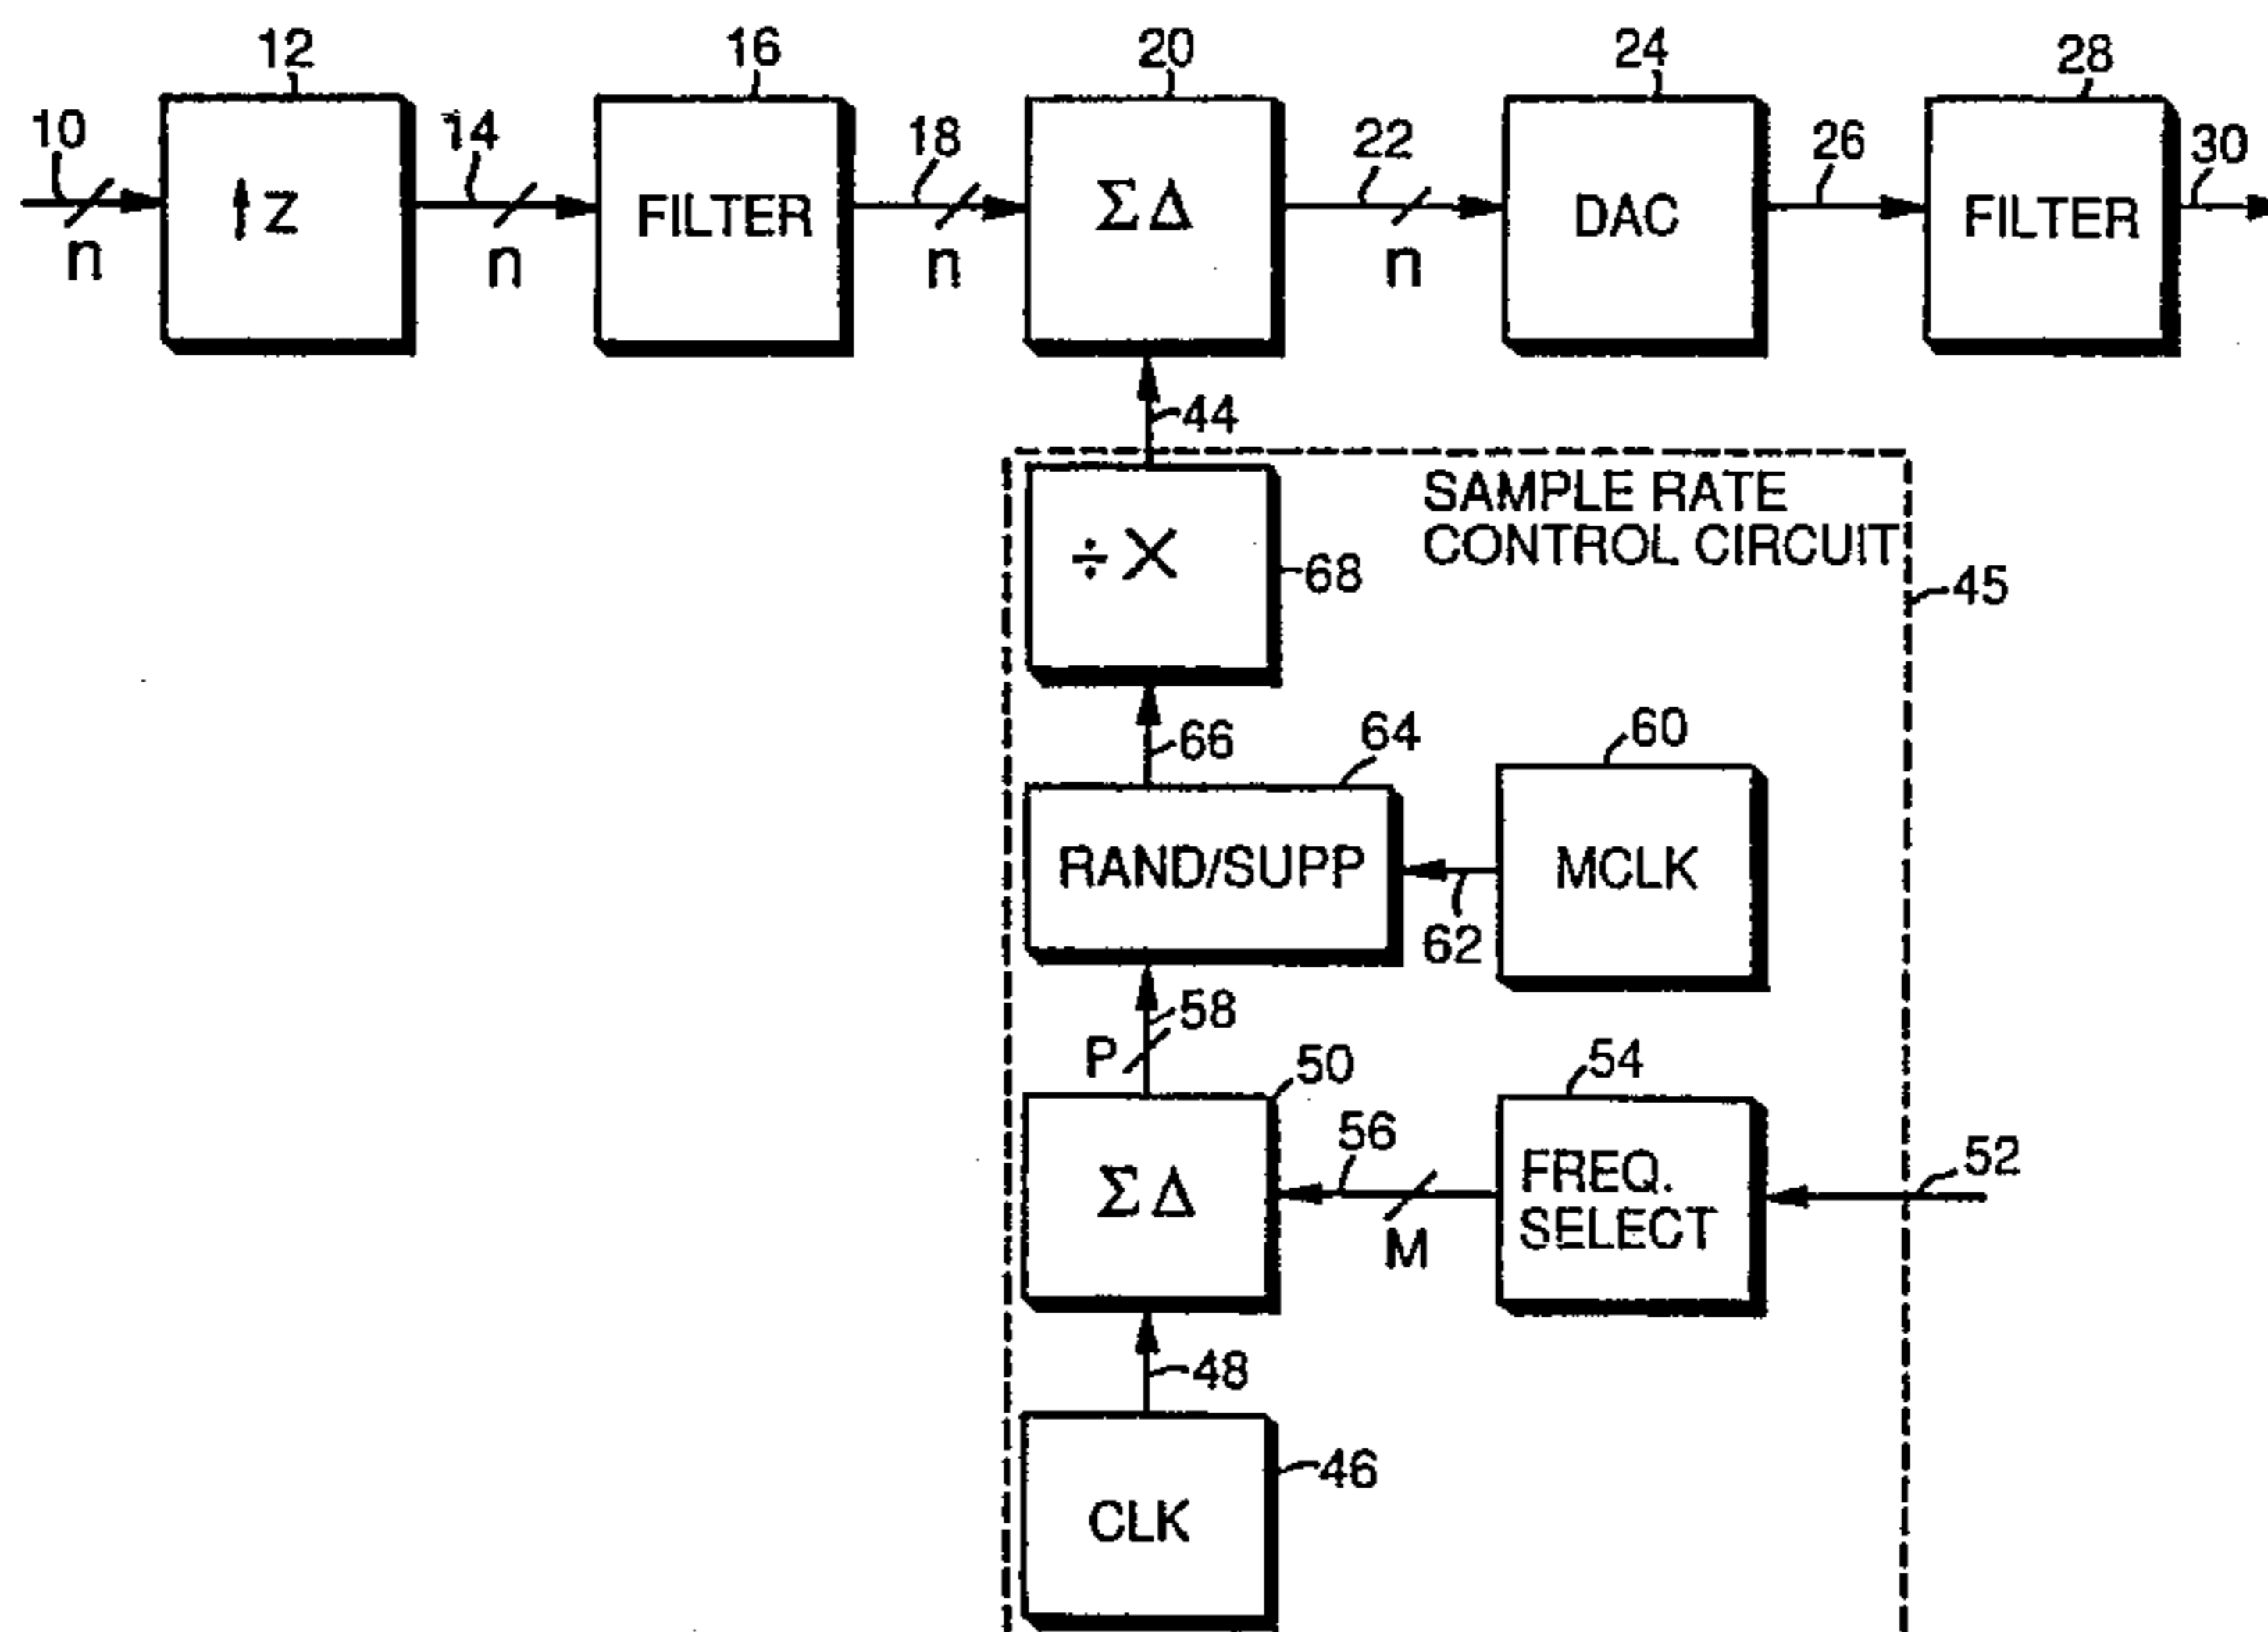 12
16
20
24
28
10
14
18
22
26
30
↑ Z
FILTER
ΣΔ
DAC
FILTER
n
n
n
n
44
÷ X
SAMPLE RATE
CONTROL CIRCUIT
68
45
66
64
60
RAND/SUPP
MCLK
62
58
P
50
54
56
52
ΣΔ
FREQ.
SELECT
M
48
46
CLK